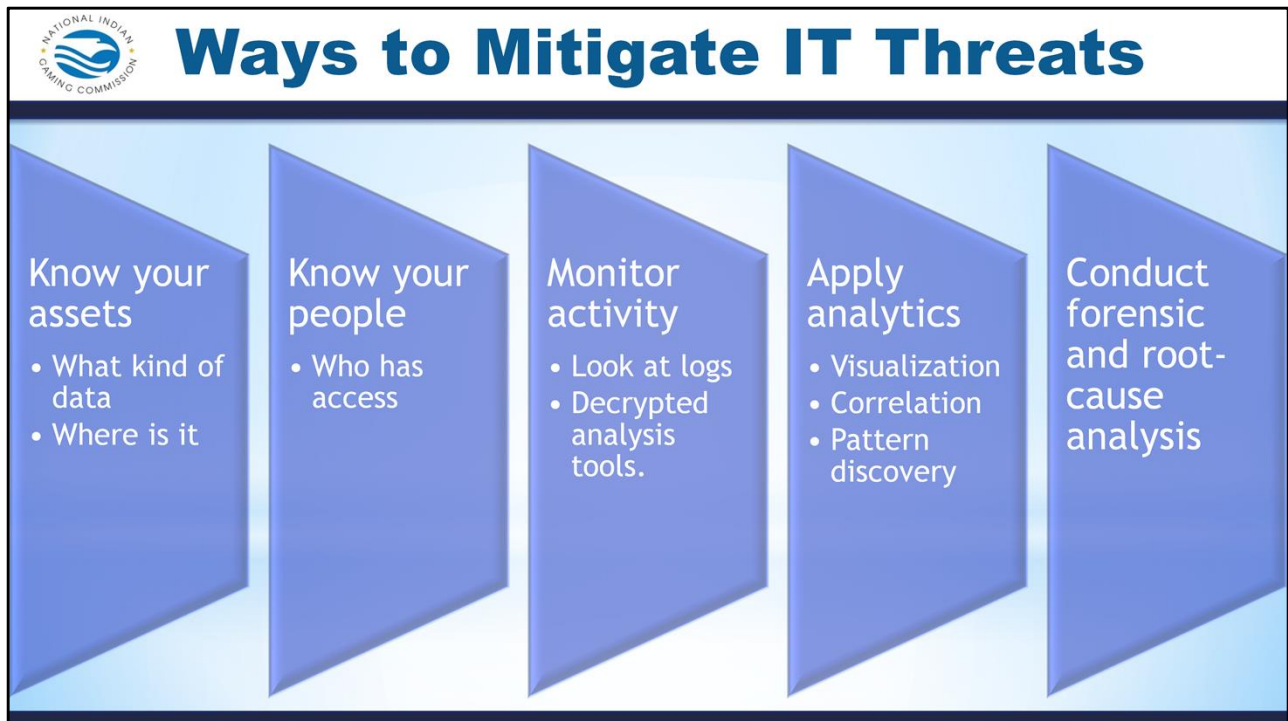 NATIONAL INDIAN
GAMING COMMISSION
Ways to Mitigate IT Threats
Know your
assets
• What kind of
data
• Where is it
Know your
people
• Who has
access
Monitor
activity
• Look at logs
• Decrypted
analysis
tools.
Apply
analytics
• Visualization
• Correlation
• Pattern
discovery
Conduct
forensic
and root-
cause
analysis